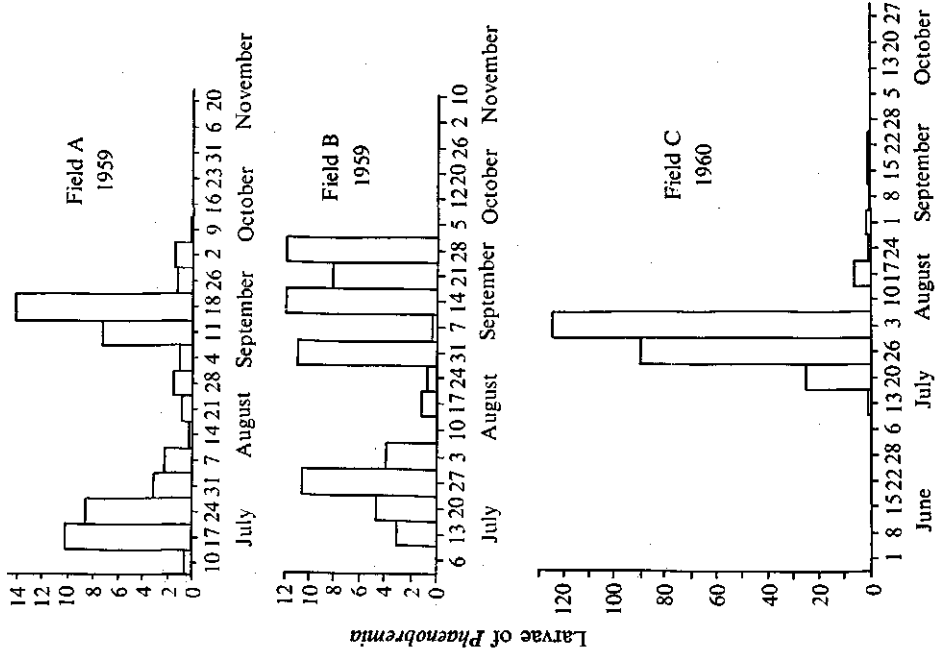 Larvae of Phaenobremia
Field A
1959
14
12
10
8
6
4
2
0
10 17 24 31 7 14 21 28 4 11 18 26 2 9 16 23 31 6 20
July August September October November
Field B
1959
12
10
8
6
4
2
0
6 13 20 27 3 10 17 24 31 7 14 21 28 5 12 20 26 2 10
July August September October November
Field C
1960
120
100
80
60
40
20
0
1 8 15 22 28 6 13 20 26 3 10 17 24 1 8 15 22 28 5 13 20 27
June July August September October